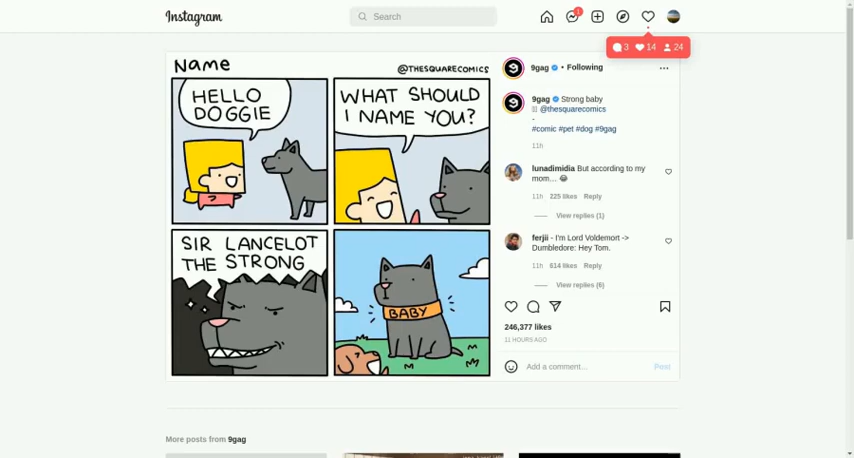 Instagram
Search
1
3 14 24
Name
@THESQUARECOMICS
HELLO
DOGGIE
WHAT SHOULD
I NAME YOU?
SIR LANCELOT
THE STRONG
BABY
9gag • Following
9gag Strong baby
@thesquarecomics
-
#comic #pet #dog #9gag
11h
lunadimidia But according to my
mom.... 😂
11h 225 likes Reply
View replies (1)
ferjii - I'm Lord Voldemort ->
Dumbledore: Hey Tom.
11h 614 likes Reply
View replies (6)
246,377 likes
11 HOURS AGO
Add a comment...
Post
More posts from 9gag